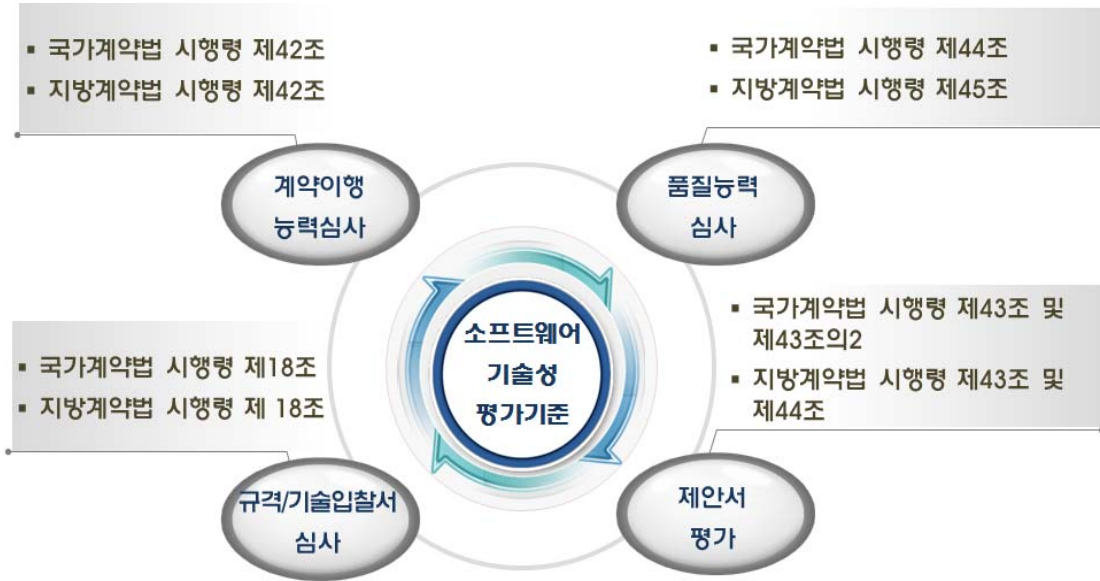 ▪ 국가계약법 시행령 제42조
▪ 지방계약법 시행령 제42조
계약이행
능력심사
▪ 국가계약법 시행령 제44조
▪ 지방계약법 시행령 제45조
품질능력
심사
소프트웨어
기술성
평가기준
▪ 국가계약법 시행령 제18조
▪ 지방계약법 시행령 제 18조
규격/기술입찰서
심사
▪ 국가계약법 시행령 제43조 및
제43조의2
▪ 지방계약법 시행령 제43조 및
제44조
제안서
평가